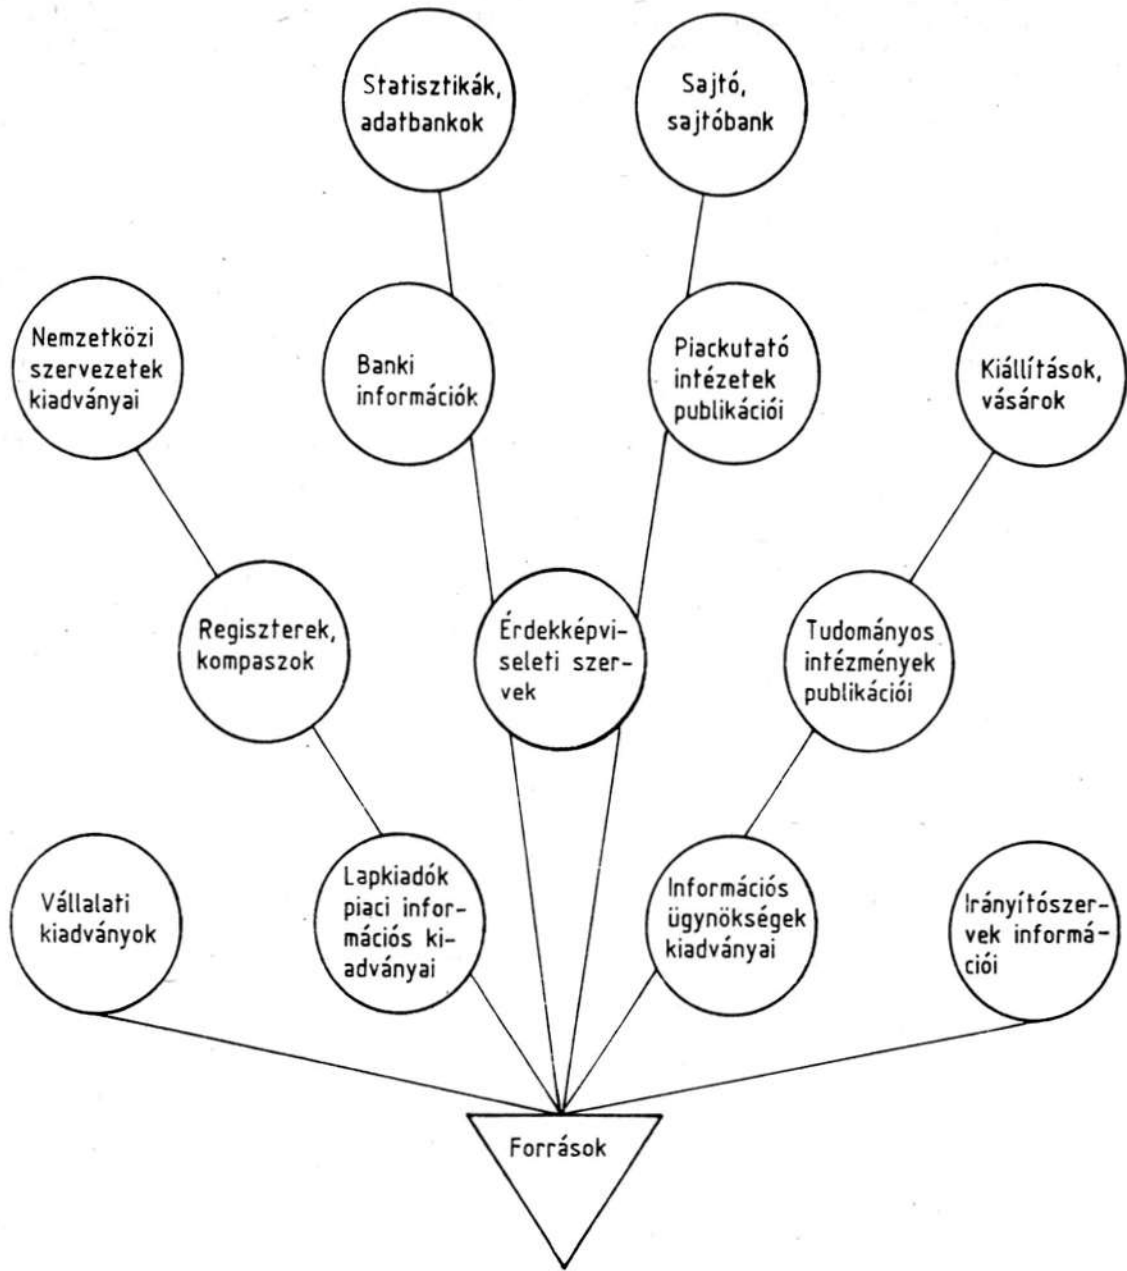 Statisztikák,
adatbankok
Sajtó,
sajtóbank
Nemzetközi
szervezetek
kiadványai
Banki
információk
Piackutató
intézetek
publikációi
Kiállítások,
vásárok
Regiszterek,
kompaszok
Érdekképvi-
seleti szer-
vek
Tudományos
intézmények
publikációi
Vállalati
kiadványok
Lapkiadók
piaci infor-
mációs ki-
adványai
Információs
ügynökségek
kiadványai
Irányítószer-
vek informá-
ciói
Források